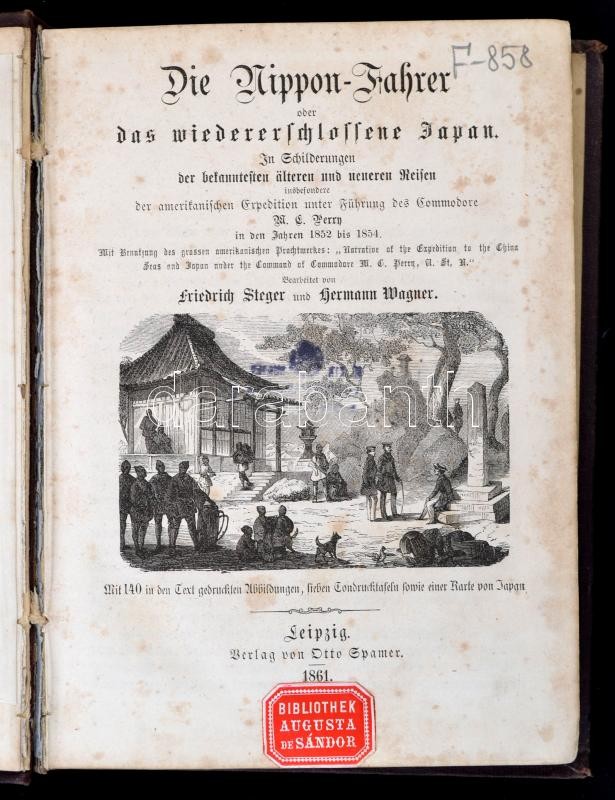 F-858
Die Nippon-Fahrer
oder
das wiedererschlossene Japan.
In Schilderungen
der bekanntesten älteren und neueren Reisen
insbesondere
der amerikanischen Expedition unter Führung des Commodore
M. C. Perry
in den Jahren 1852 bis 1854.
Mit Benutzung des grossen amerikanischen Prachtwerkes: „Narrative of the Expedition to the China
Seas and Japan under the Command of Commodore M. C. Perry, U. St. N.“
Bearbeitet von
Friedrich Steger und Hermann Wagner.
darabanth
Mit 140 in den Text gedruckten Abbildungen, sieben Tondrucktafeln sowie einer Karte von Japan
Leipzig.
Verlag von Otto Spamer.
1861.
BIBLIOTHEK
AUGUSTA
DE SÁNDOR